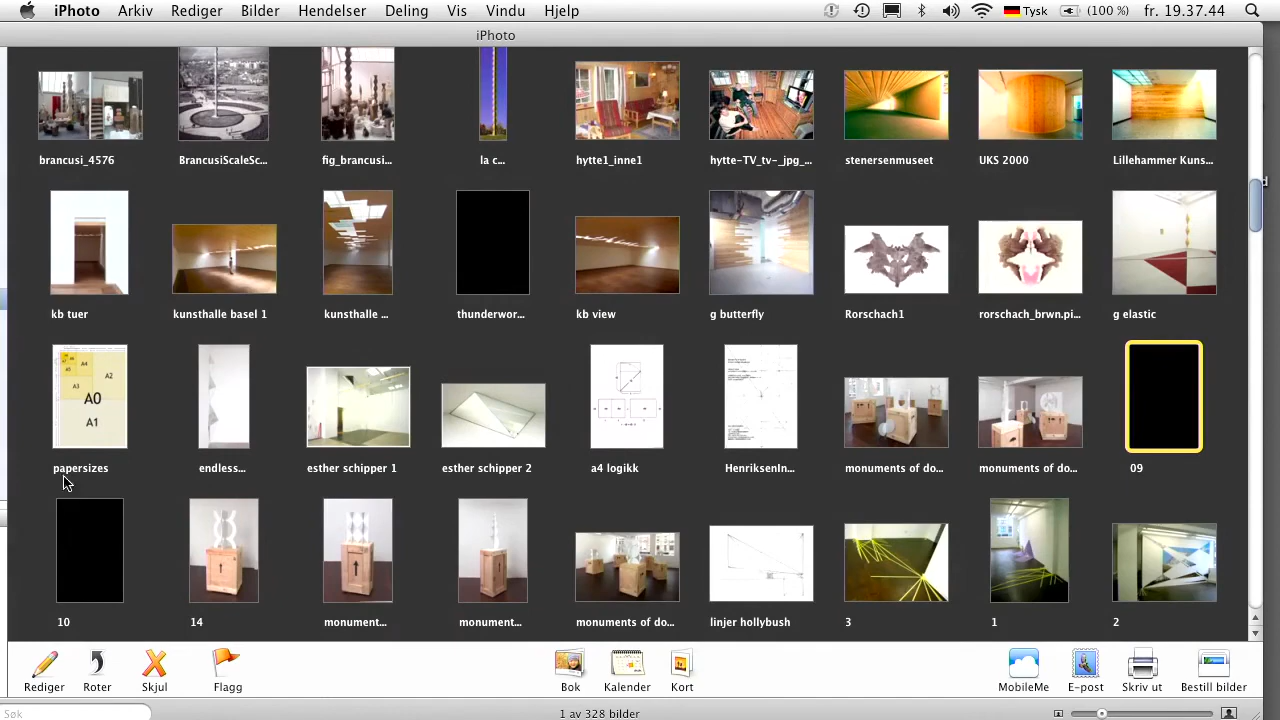 iPhoto Arkiv Rediger Bilder Hendelser Deling Vis Vindu Hjelp Tysk (100 %) fr. 19.37.44
iPhoto
brancusi_4576 BrancusiScaleSc... fig_brancusi... la c... hytte1_inne1 hytte-TV_tv-_jpg_... stenersenmuseet UKS 2000 Lillehammer Kuns...
kb tuer kunsthalle basel 1 kunsthalle ... thunderwor... kb view g butterfly Rorschach1 rorschach_brwn.pi... g elastic
A4
A2
A3
A0
A1
papersizes endless... esther schipper 1 esther schipper 2 a4 logikk HenriksenIn... monuments of do... monuments of do... 09
10 14 monument... monument... monuments of do... linjer hollybush 3 1 2
Rediger Roter Skjul Flagg Bok Kalender Kort MobileMe E-post Skriv ut Bestill bilder
Søk 1 av 328 bilder